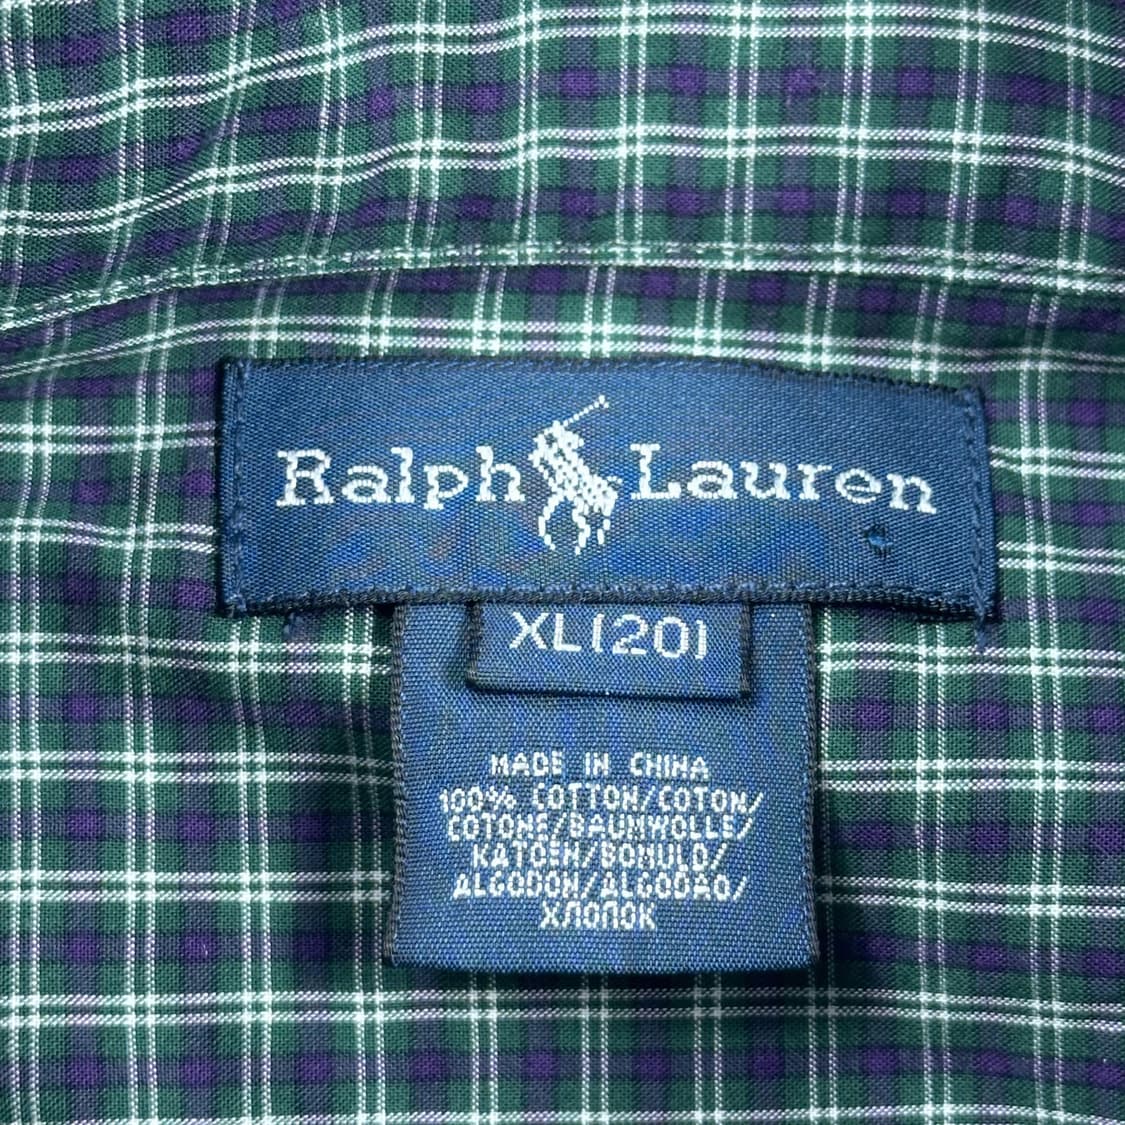 Ralph Lauren
XL(20)
MADE IN CHINA
100% COTTON/COTON/
COTONE/BAUMWOLLE/
KATOEN/BOMULD/
ALGODON/ALGODAO/
ХЛОПОК